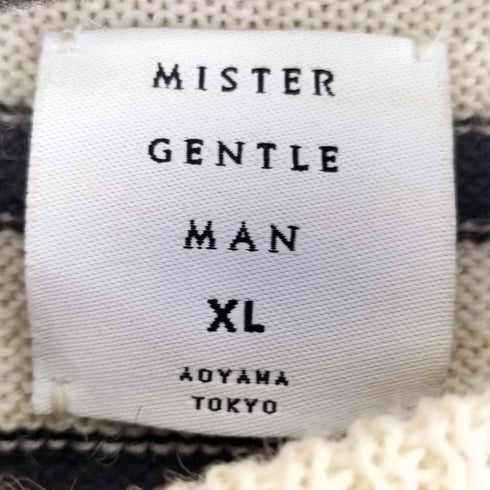 MISTER
GENTLE
MAN
XL
AOYAMA
TOKYO